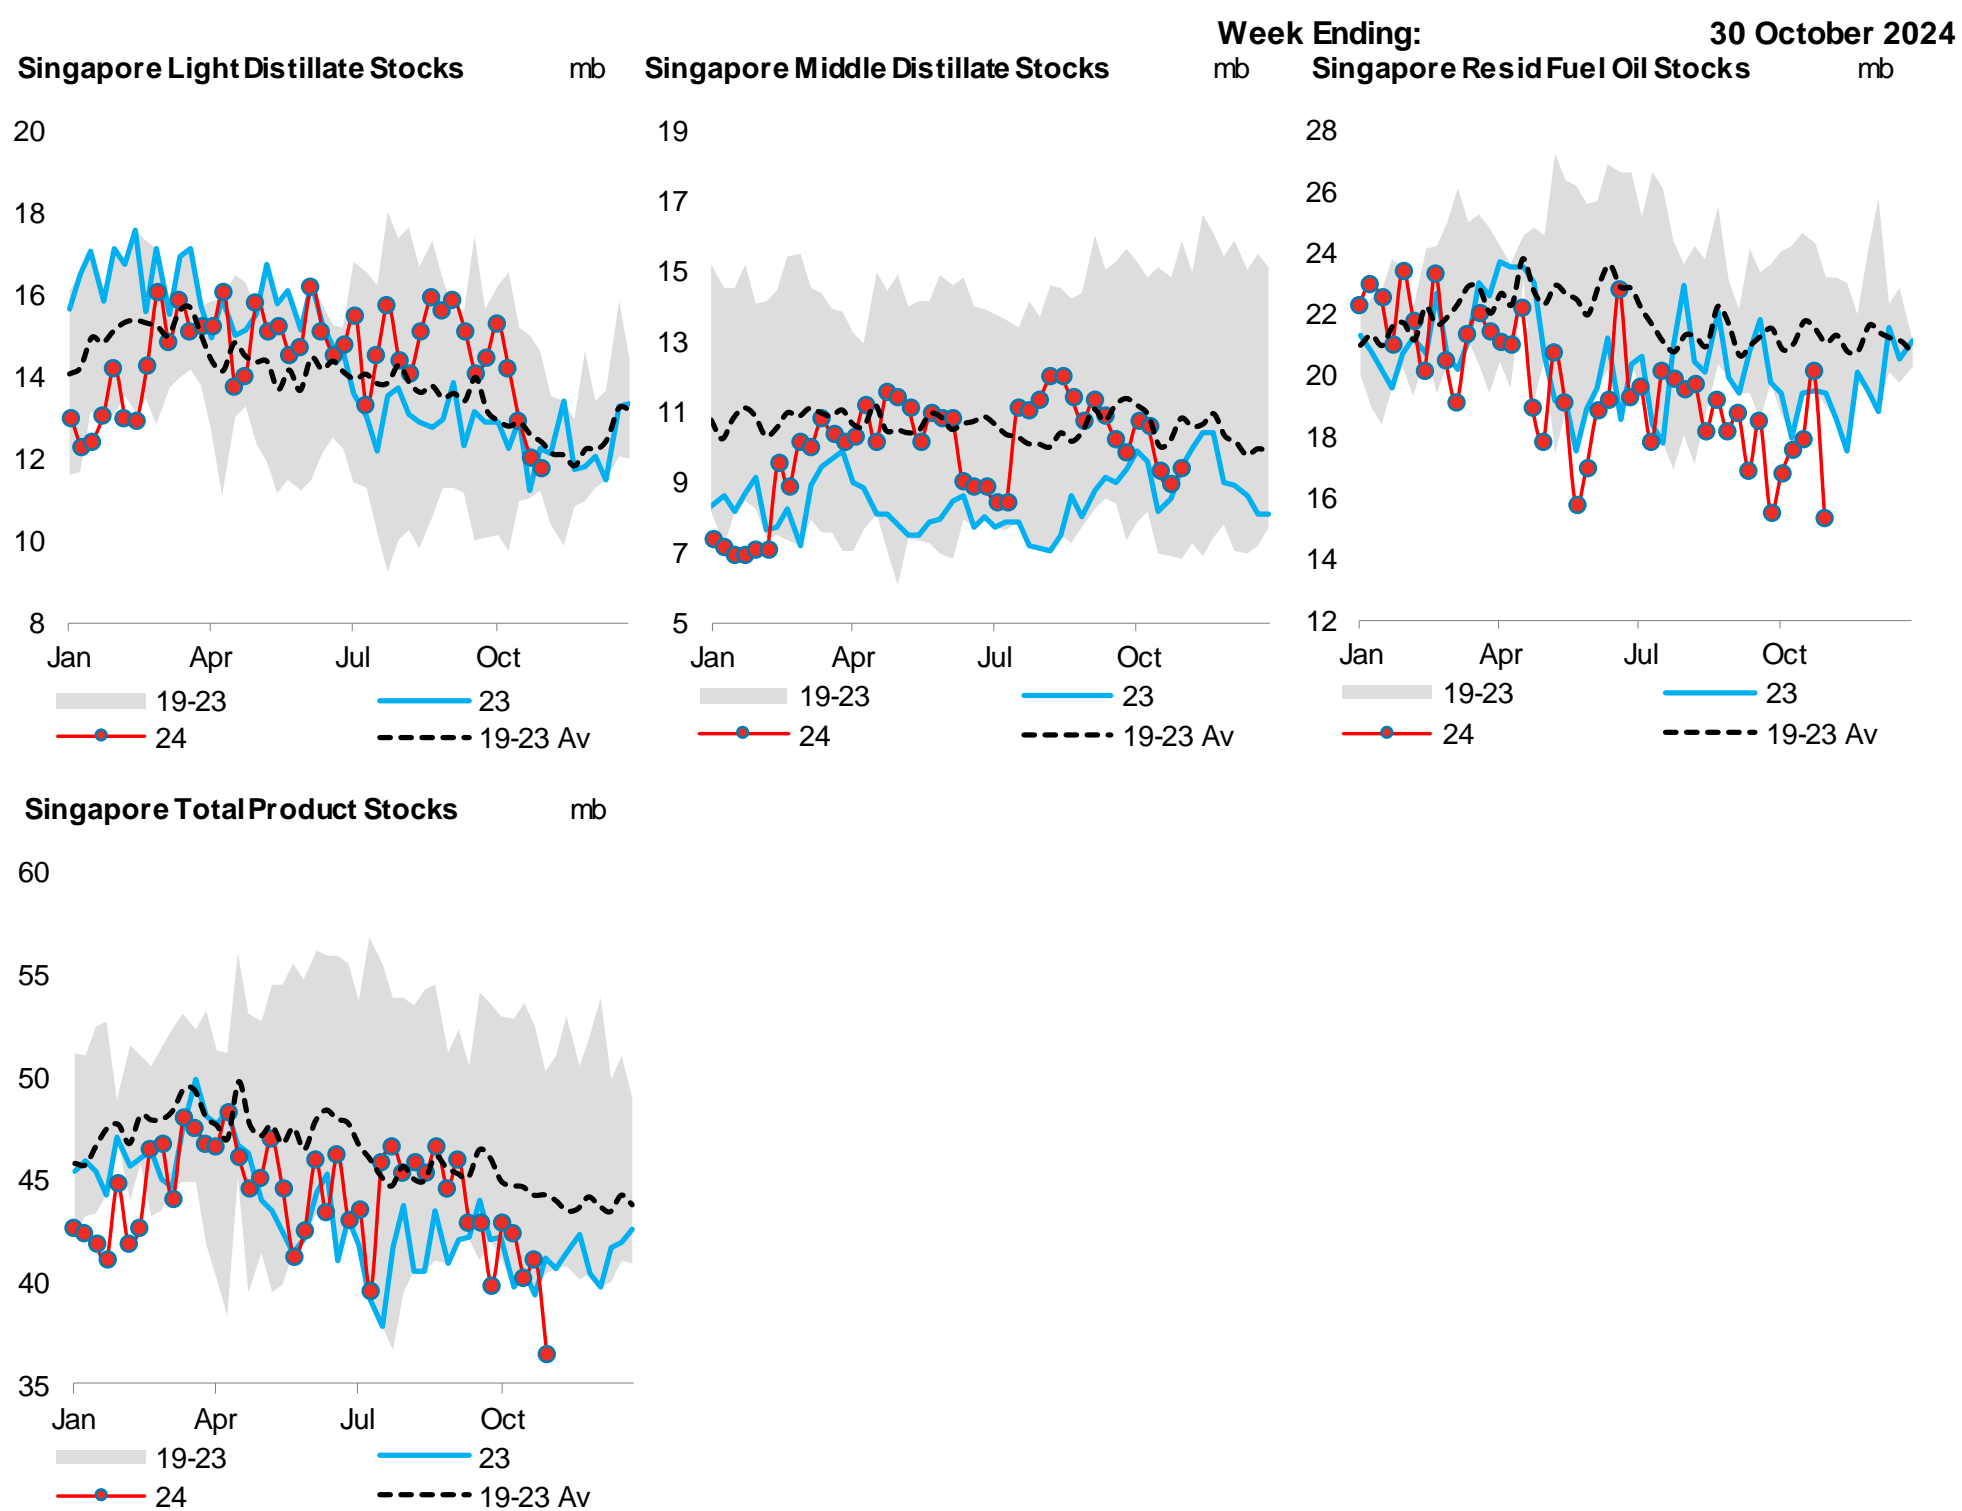 Week Ending: 30 October 2024
Singapore Light Distillate Stocks mb
20
18
16
14
12
10
8
Jan Apr Jul Oct
19-23 23
24 19-23 Av
Singapore Middle Distillate Stocks mb
19
17
15
13
11
9
7
5
Jan Apr Jul Oct
19-23 23
24 19-23 Av
Singapore Resid Fuel Oil Stocks mb
28
26
24
22
20
18
16
14
12
Jan Apr Jul Oct
19-23 23
24 19-23 Av
Singapore Total Product Stocks mb
60
55
50
45
40
35
Jan Apr Jul Oct
19-23 23
24 19-23 Av